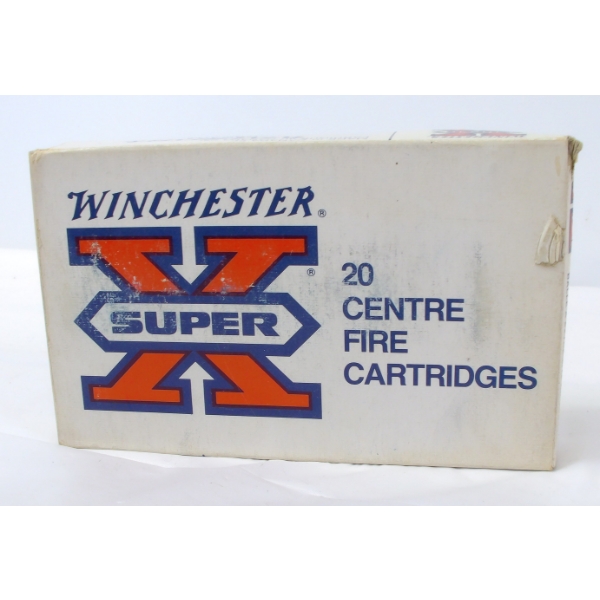 WINCHESTER®
X®
SUPER
20
CENTRE
FIRE
CARTRIDGES